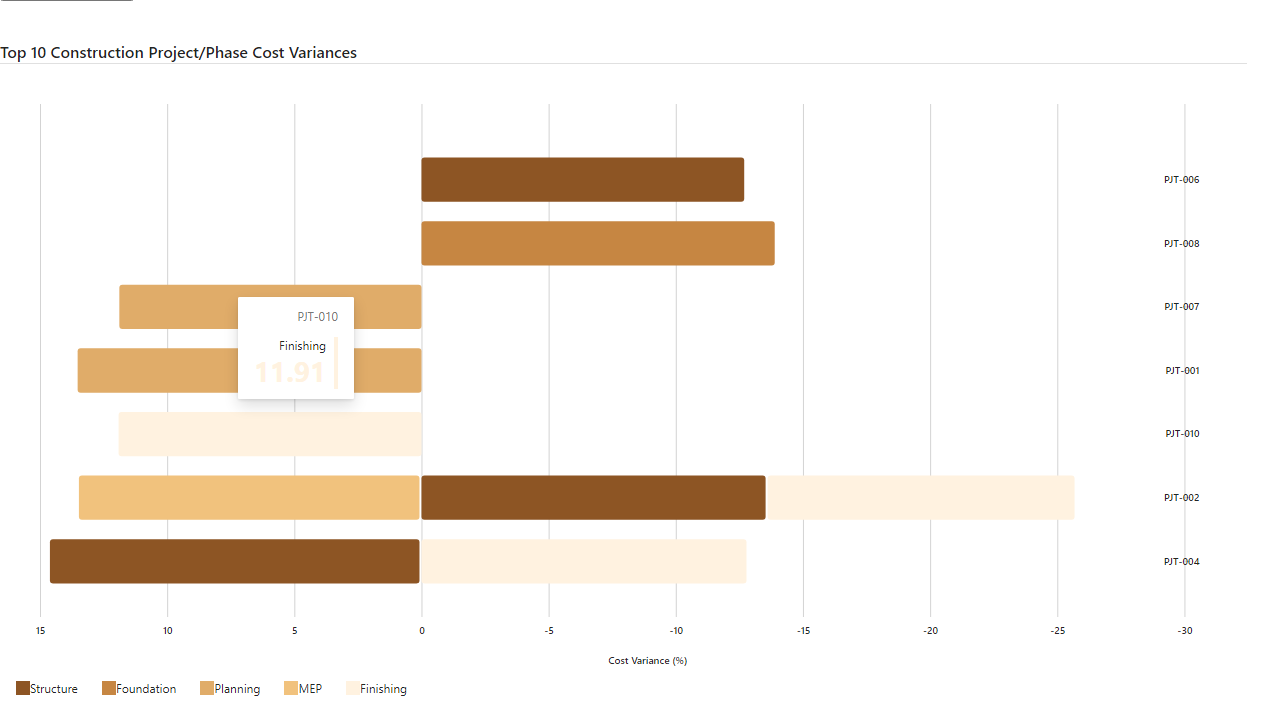 Top 10 Construction Project/Phase Cost Variances
PJT-006
PJT-008
PJT-007
PJT-010
Finishing
11.91
PJT-001
PJT-010
PJT-002
PJT-004
15 10 5 0 -5 -10 -15 -20 -25 -30
Cost Variance (%)
Structure Foundation Planning MEP Finishing